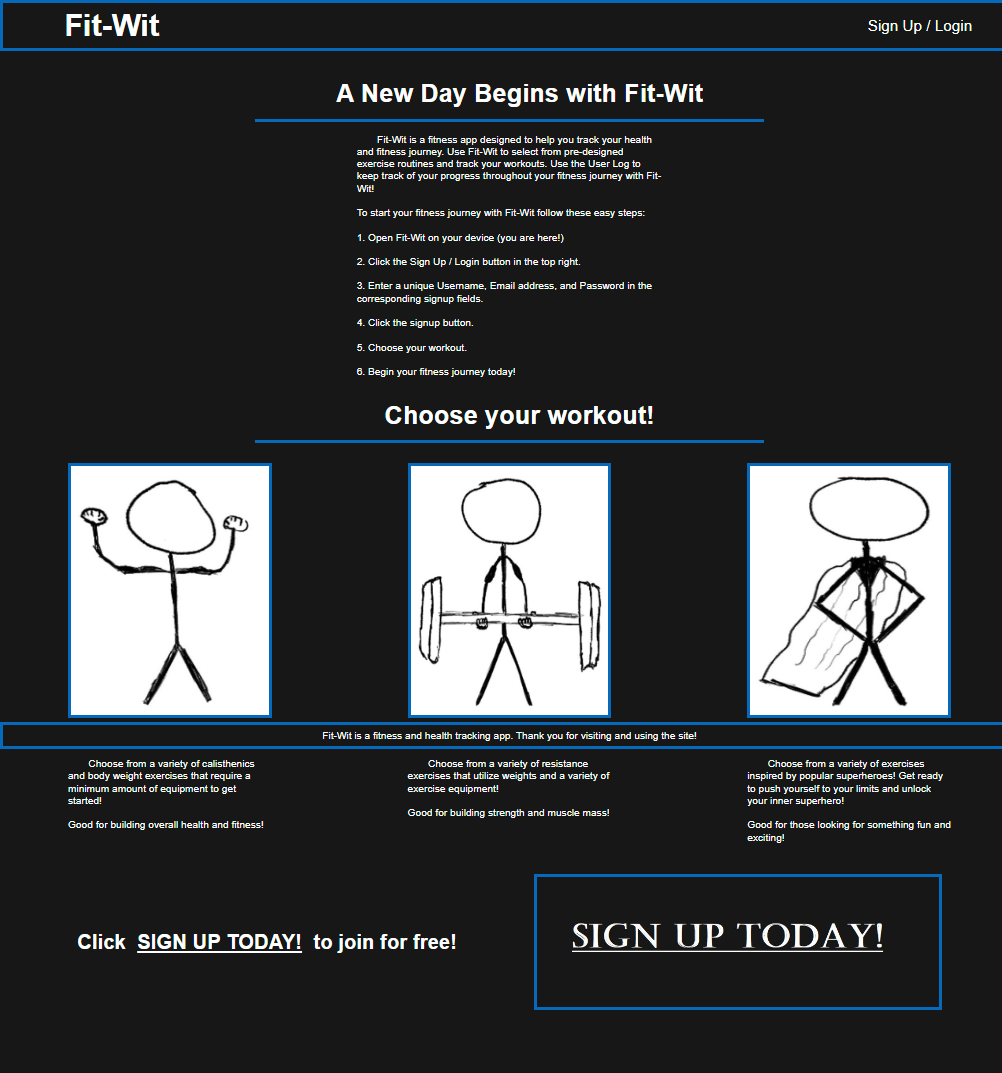 Fit-Wit
Sign Up / Login
A New Day Begins with Fit-Wit
Fit-Wit is a fitness app designed to help you track your health
and fitness journey. Use Fit-Wit to select from pre-designed
exercise routines and track your workouts. Use the User Log to
keep track of your progress throughout your fitness journey with Fit-
Wit!
To start your fitness journey with Fit-Wit follow these easy steps:
1. Open Fit-Wit on your device (you are here!)
2. Click the Sign Up / Login button in the top right.
3. Enter a unique Username, Email address, and Password in the
corresponding signup fields.
4. Click the signup button.
5. Choose your workout.
6. Begin your fitness journey today!
Choose your workout!
Fit-Wit is a fitness and health tracking app. Thank you for visiting and using the site!
Choose from a variety of calisthenics
and body weight exercises that require a
minimum amount of equipment to get
started!
Good for building overall health and fitness!
Choose from a variety of resistance
exercises that utilize weights and a variety of
exercise equipment!
Good for building strength and muscle mass!
Choose from a variety of exercises
inspired by popular superheroes! Get ready
to push yourself to your limits and unlock
your inner superhero!
Good for those looking for something fun and
exciting!
Click SIGN UP TODAY! to join for free!
SIGN UP TODAY!